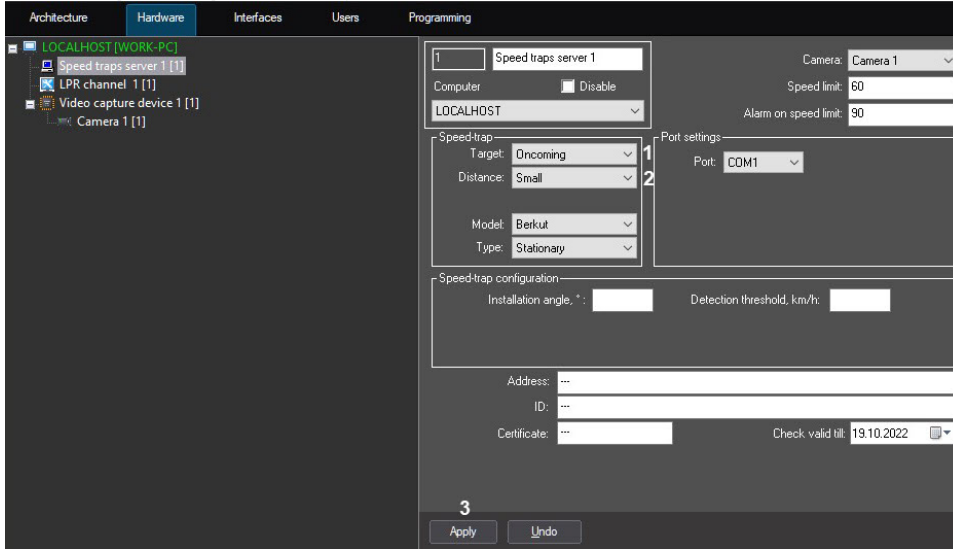 Architecture Hardware Interfaces Users Programming
LOCALHOST [WORK-PC]
Speed traps server 1 [1]
LPR channel 1 [1]
Video capture device 1 [1]
Camera 1 [1]
1 Speed traps server 1
Computer Disable
LOCALHOST
Camera: Camera 1
Speed limit: 60
Alarm on speed limit: 90
Speed-trap
Target: Oncoming 1
Distance: Small 2
Model: Berkut
Type: Stationary
Port settings
Port: COM1
Speed-trap configuration
Installation angle, ° : Detection threshold, km/h:
Address: ---
ID: ---
Certificate: --- Check valid till: 19.10.2022
3
Apply Undo